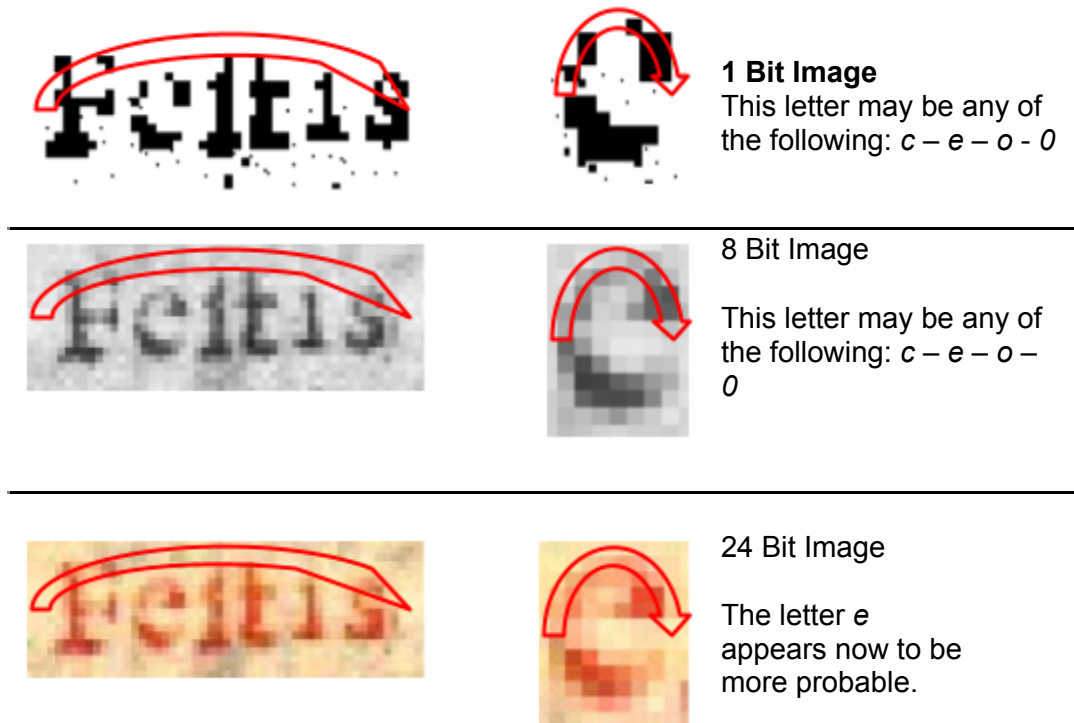 1 Bit Image
This letter may be any of
the following: c – e – o - 0
8 Bit Image
This letter may be any of
the following: c – e – o –
0
24 Bit Image
The letter e
appears now to be
more probable.